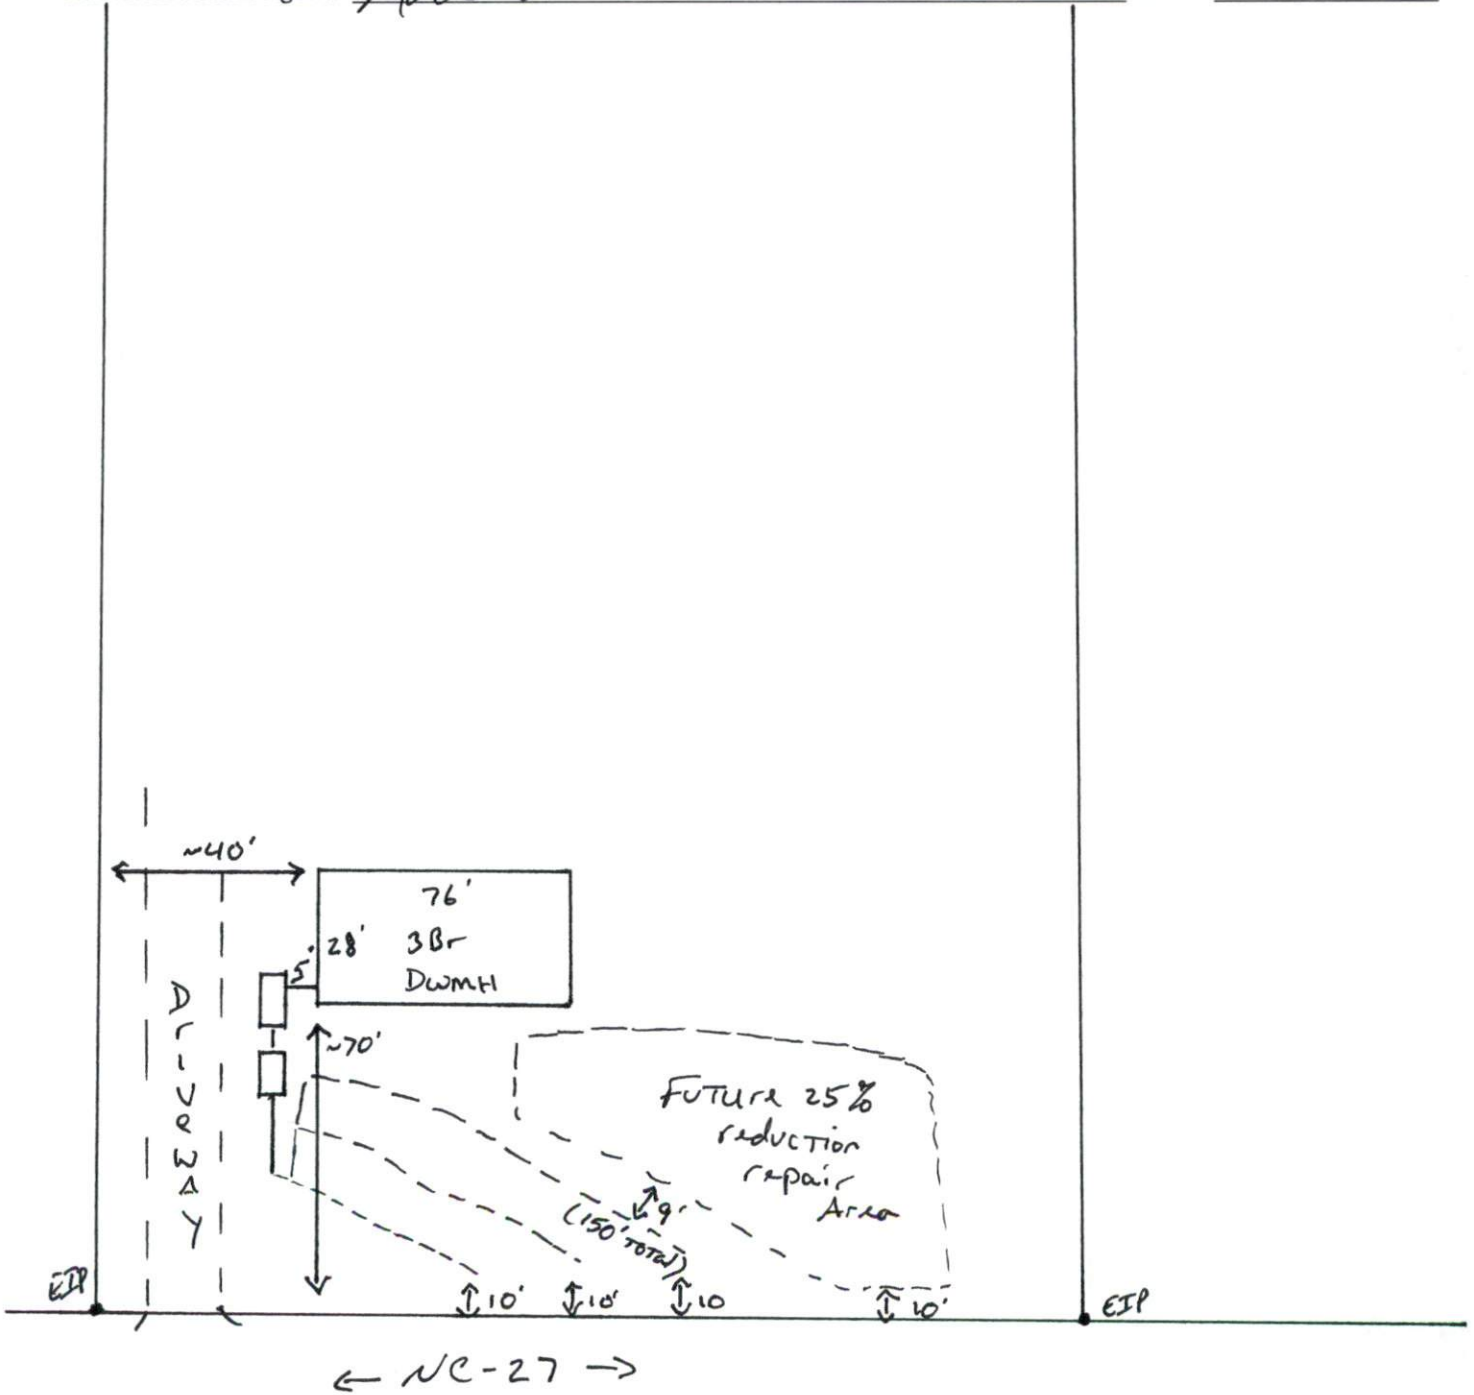 ~40'
76'
28' 3Br
5'
DWMH
~70'
Driveway
Future 25%
reduction
repair
Area
9'
(150' Total)
EIP
10'
10'
10
10'
EIP
← NC-27 →